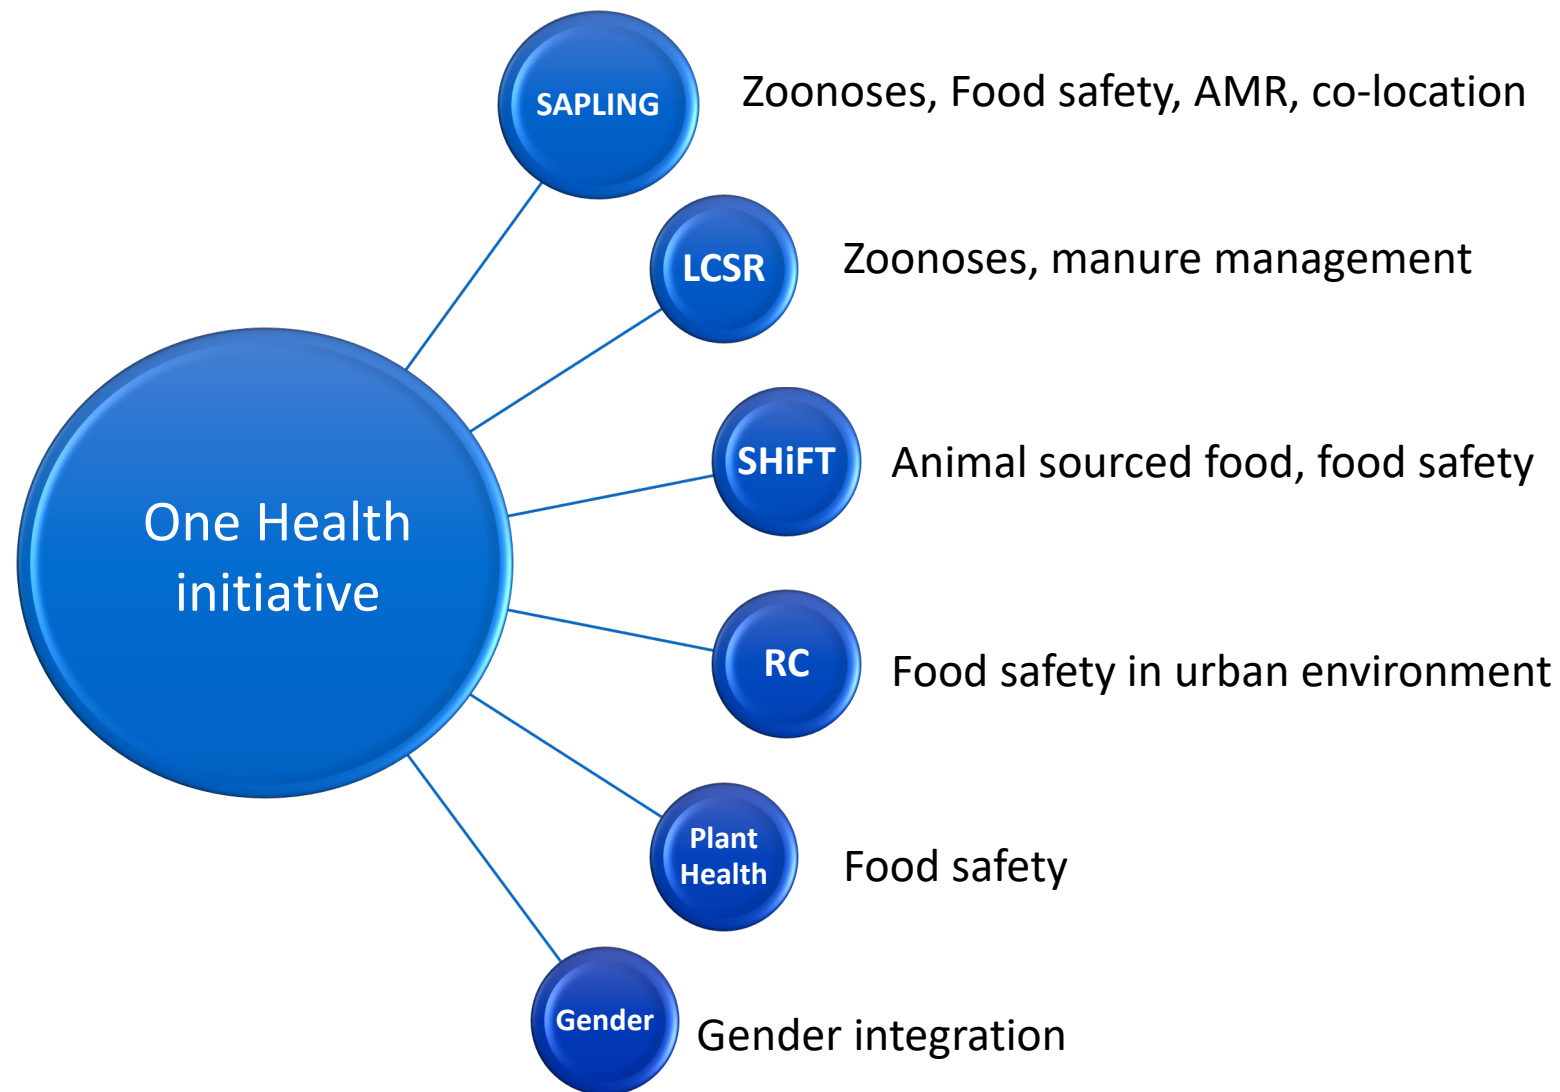 SAPLING
Zoonoses, Food safety, AMR, co-location
LCSR
Zoonoses, manure management
SHiFT
Animal sourced food, food safety
One Health
initiative
RC
Food safety in urban environment
Plant
Health
Food safety
Gender
Gender integration